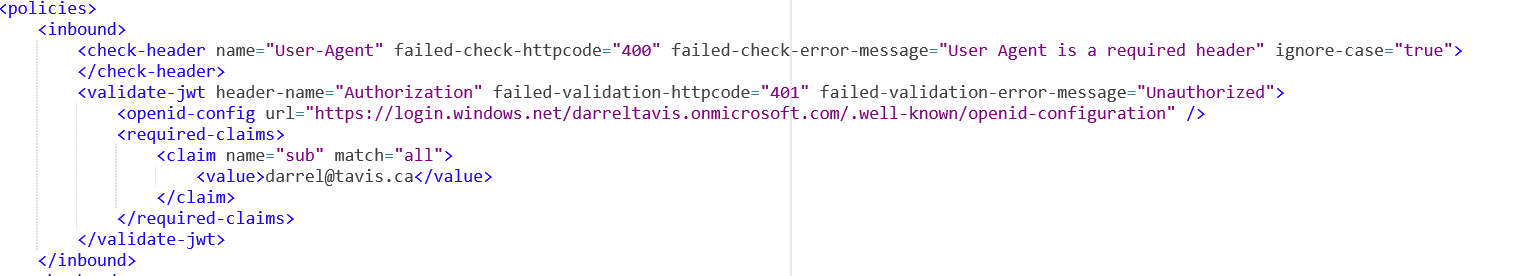 <policies>
<inbound>
<check-header name="User-Agent" failed-check-httpcode="400" failed-check-error-message="User Agent is a required header" ignore-case="true">
</check-header>
<validate-jwt header-name="Authorization" failed-validation-httpcode="401" failed-validation-error-message="Unauthorized">
<openid-config url="https://login.windows.net/darreltavis.onmicrosoft.com/.well-known/openid-configuration" />
<required-claims>
<claim name="sub" match="all">
<value>darrel@tavis.ca</value>
</claim>
</required-claims>
</validate-jwt>
</inbound>